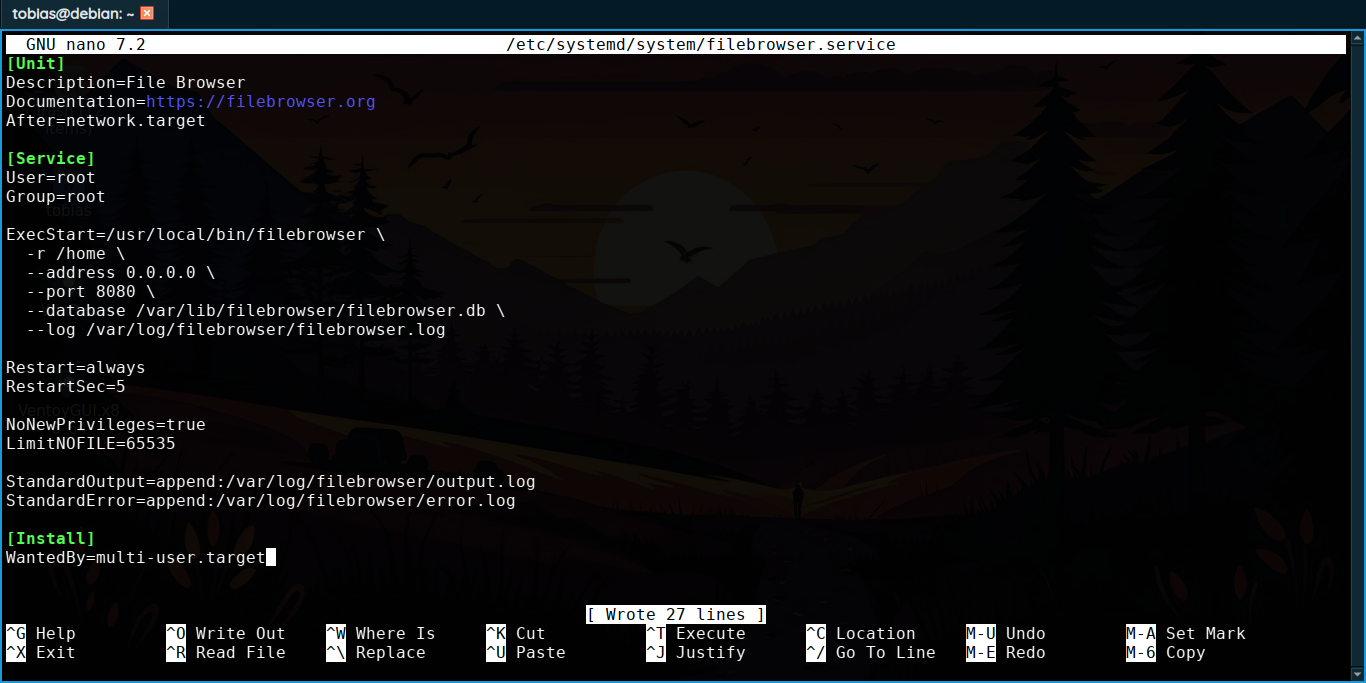 tobias@debian: ~
GNU nano 7.2 /etc/systemd/system/filebrowser.service
[Unit]
Description=File Browser
Documentation=https://filebrowser.org
After=network.target
[Service]
User=root
Group=root
tobias
ExecStart=/usr/local/bin/filebrowser \
-r /home \
--address 0.0.0.0 \
--port 8080 \
--database /var/lib/filebrowser/filebrowser.db \
--log /var/log/filebrowser/filebrowser.log
Restart=always
RestartSec=5
VentoyGUI.x8
NoNewPrivileges=true
LimitNOFILE=65535
StandardOutput=append:/var/log/filebrowser/output.log
StandardError=append:/var/log/filebrowser/error.log
[Install]
WantedBy=multi-user.target
[ Wrote 27 lines ]
^G Help ^O Write Out ^W Where Is ^K Cut ^T Execute ^C Location M-U Undo M-A Set Mark
^X Exit ^R Read File ^\ Replace ^U Paste ^J Justify ^/ Go To Line M-E Redo M-6 Copy